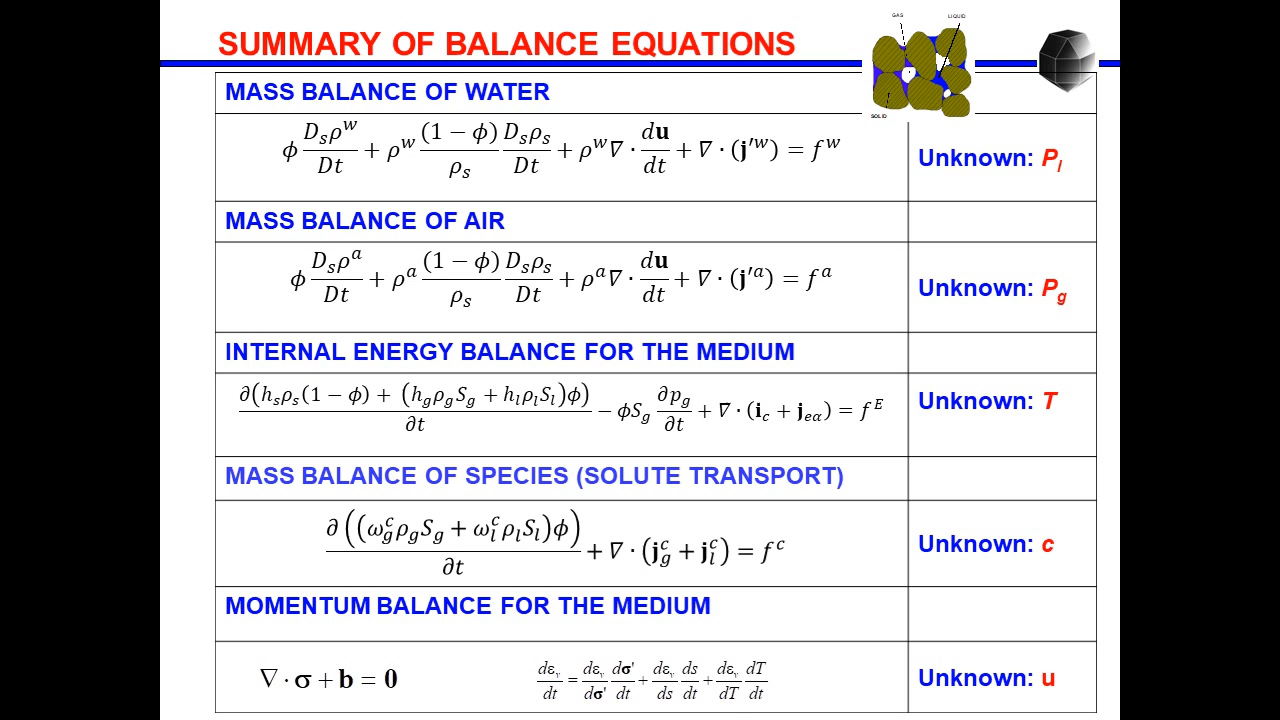 SUMMARY OF BALANCE EQUATIONS
GAS LIQUID
SOLID
MASS BALANCE OF WATER
ϕ D_sρ^w/Dt + ρ^w (1 − ϕ)/ρ_s D_sρ_s/Dt + ρ^w∇ · d𝐮/dt + ∇ · (𝐣′^w) = f^w
Unknown: P_l
MASS BALANCE OF AIR
ϕ D_sρ^a/Dt + ρ^a (1 − ϕ)/ρ_s D_sρ_s/Dt + ρ^a∇ · d𝐮/dt + ∇ · (𝐣′^a) = f^a
Unknown: P_g
INTERNAL ENERGY BALANCE FOR THE MEDIUM
∂(h_sρ_s(1 − ϕ) + (h_gρ_gS_g + h_lρ_lS_l)ϕ)/∂t − ϕS_g ∂p_g/∂t + ∇ · (𝐢_c + 𝐣_eα) = f^E
Unknown: T
MASS BALANCE OF SPECIES (SOLUTE TRANSPORT)
∂((ω_g^cρ_gS_g + ω_l^cρ_lS_l)ϕ)/∂t + ∇ · (𝐣_g^c + 𝐣_l^c) = f^c
Unknown: c
MOMENTUM BALANCE FOR THE MEDIUM
∇ · 𝛔 + 𝐛 = 𝟎
dε_v/dt = dε_v/d𝛔' d𝛔'/dt + dε_v/ds ds/dt + dε_v/dT dT/dt
Unknown: u